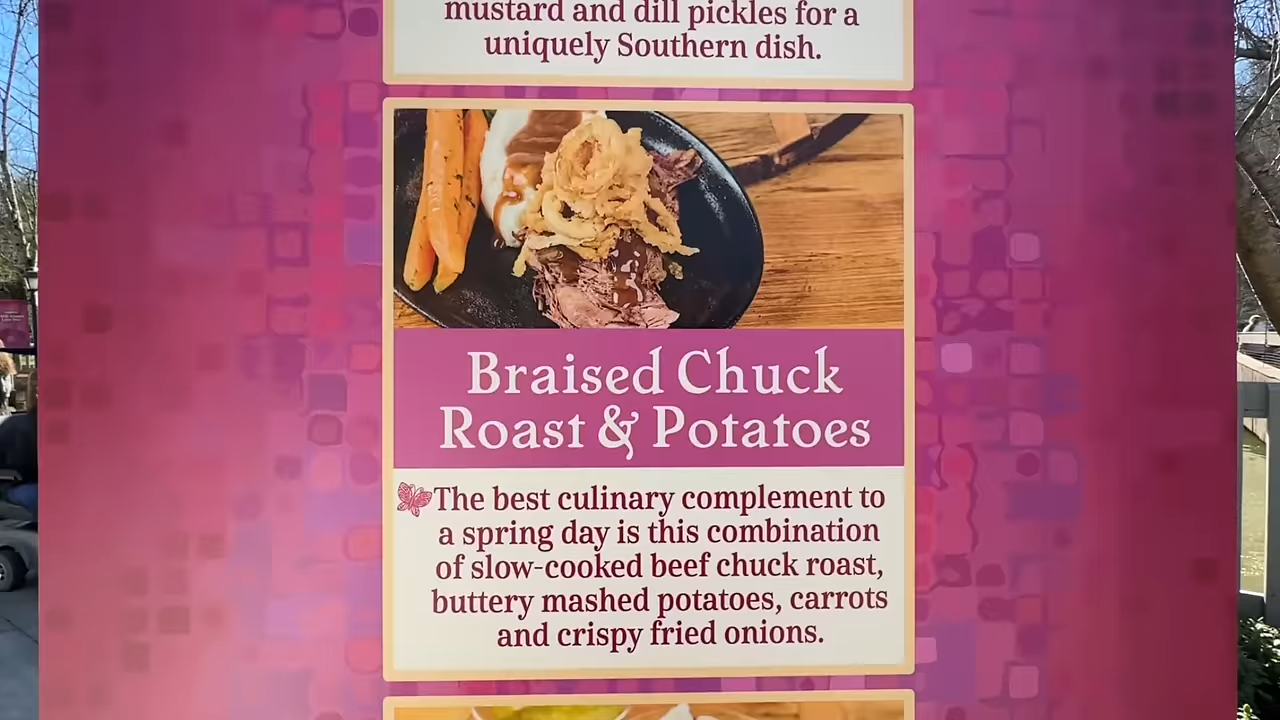 mustard and dill pickles for a
uniquely Southern dish.
Braised Chuck
Roast & Potatoes
The best culinary complement to
a spring day is this combination
of slow-cooked beef chuck roast,
buttery mashed potatoes, carrots
and crispy fried onions.